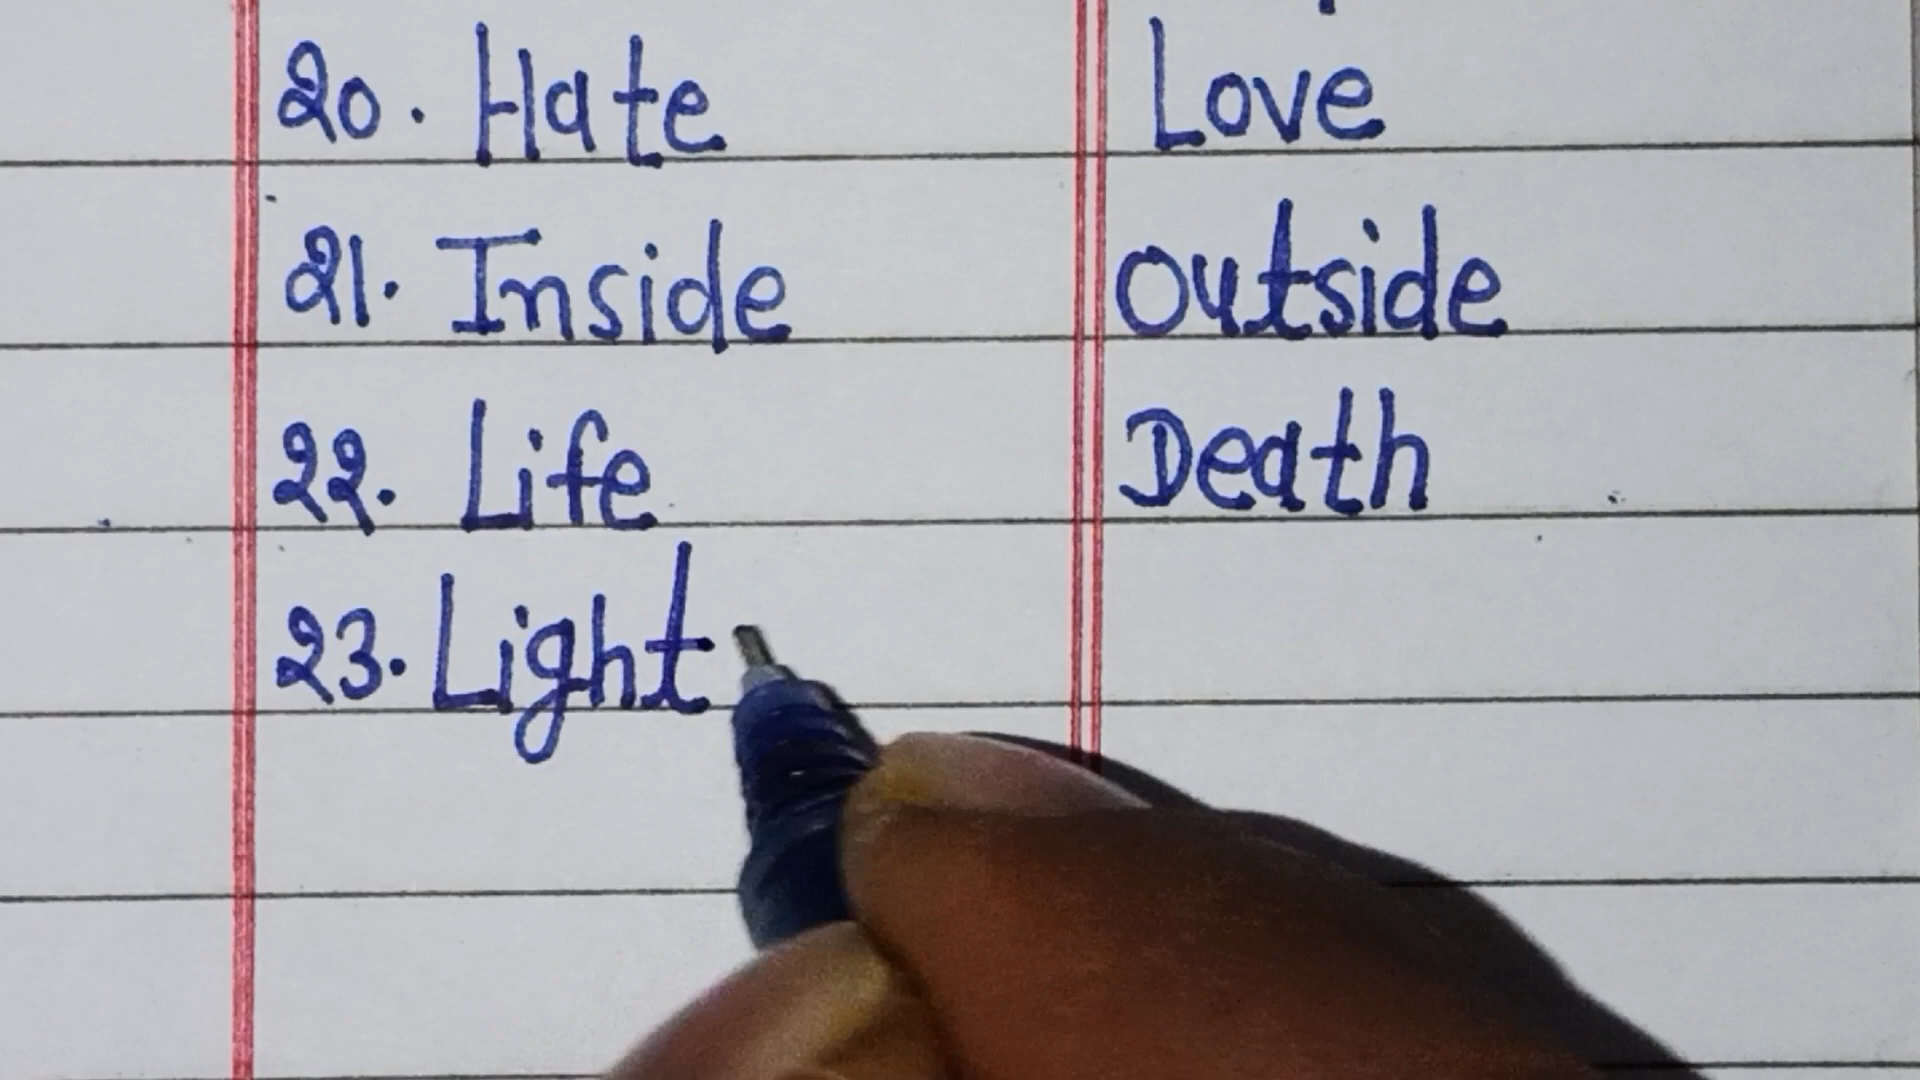 20. Hate Love
21. Inside Outside
22. Life Death
23. Light